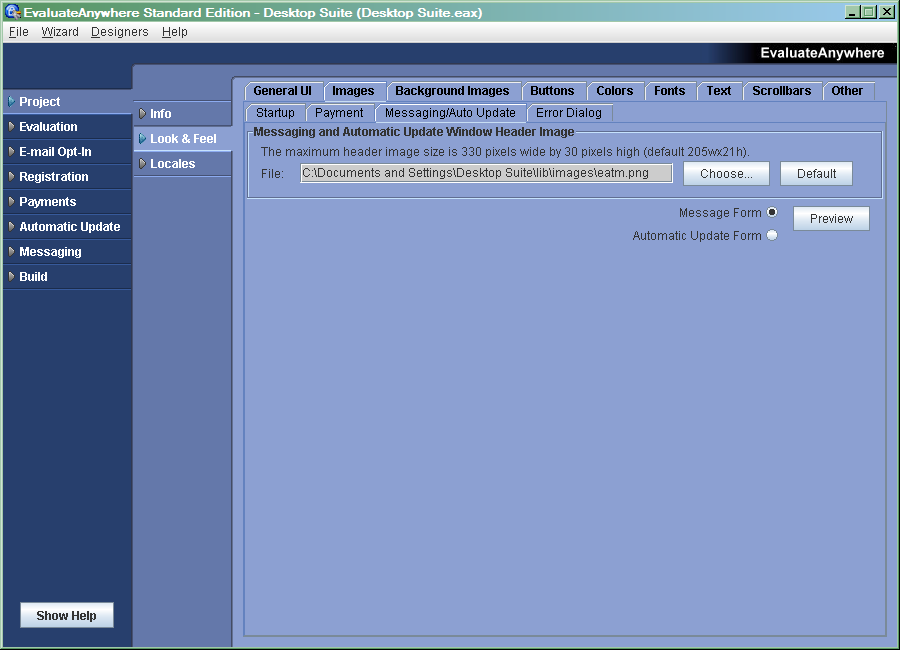 EvaluateAnywhere Standard Edition - Desktop Suite (Desktop Suite.eax)
File Wizard Designers Help
EvaluateAnywhere
Project
Evaluation
E-mail Opt-In
Registration
Payments
Automatic Update
Messaging
Build
Show Help
Info
Look & Feel
Locales
General UI Images Background Images Buttons Colors Fonts Text Scrollbars Other
Startup Payment Messaging/Auto Update Error Dialog
Messaging and Automatic Update Window Header Image
The maximum header image size is 330 pixels wide by 30 pixels high (default 205wx21h).
File: C:\Documents and Settings\Desktop Suite\lib\images\eatm.png Choose... Default
Message Form
Automatic Update Form
Preview